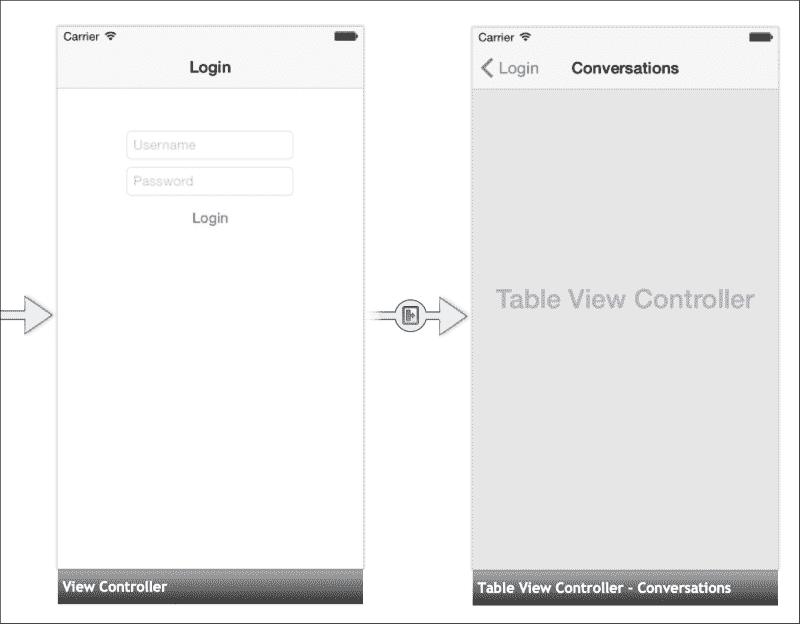 Carrier
Login
Username
Password
Login
View Controller
Carrier
Login Conversations
Table View Controller
Table View Controller - Conversations